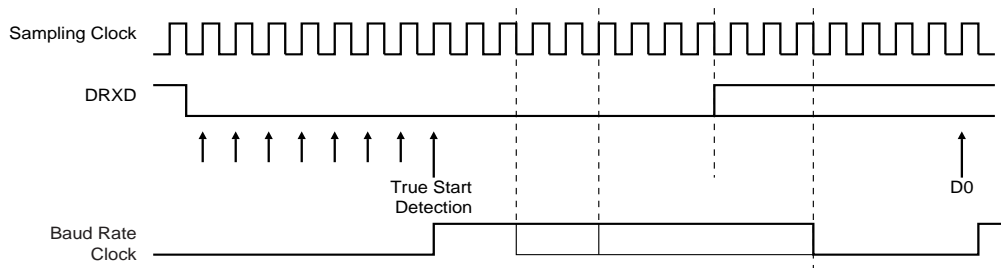 Sampling Clock
DRXD
True Start
Detection
D0
Baud Rate
Clock